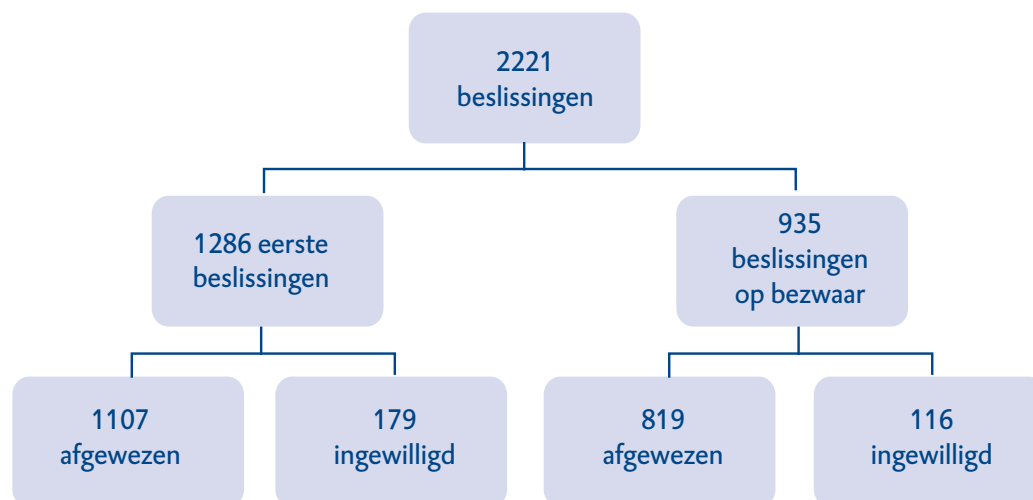 2221
beslissingen
1286 eerste
beslissingen
935
beslissingen
op bezwaar
1107
afgewezen
179
ingewilligd
819
afgewezen
116
ingewilligd